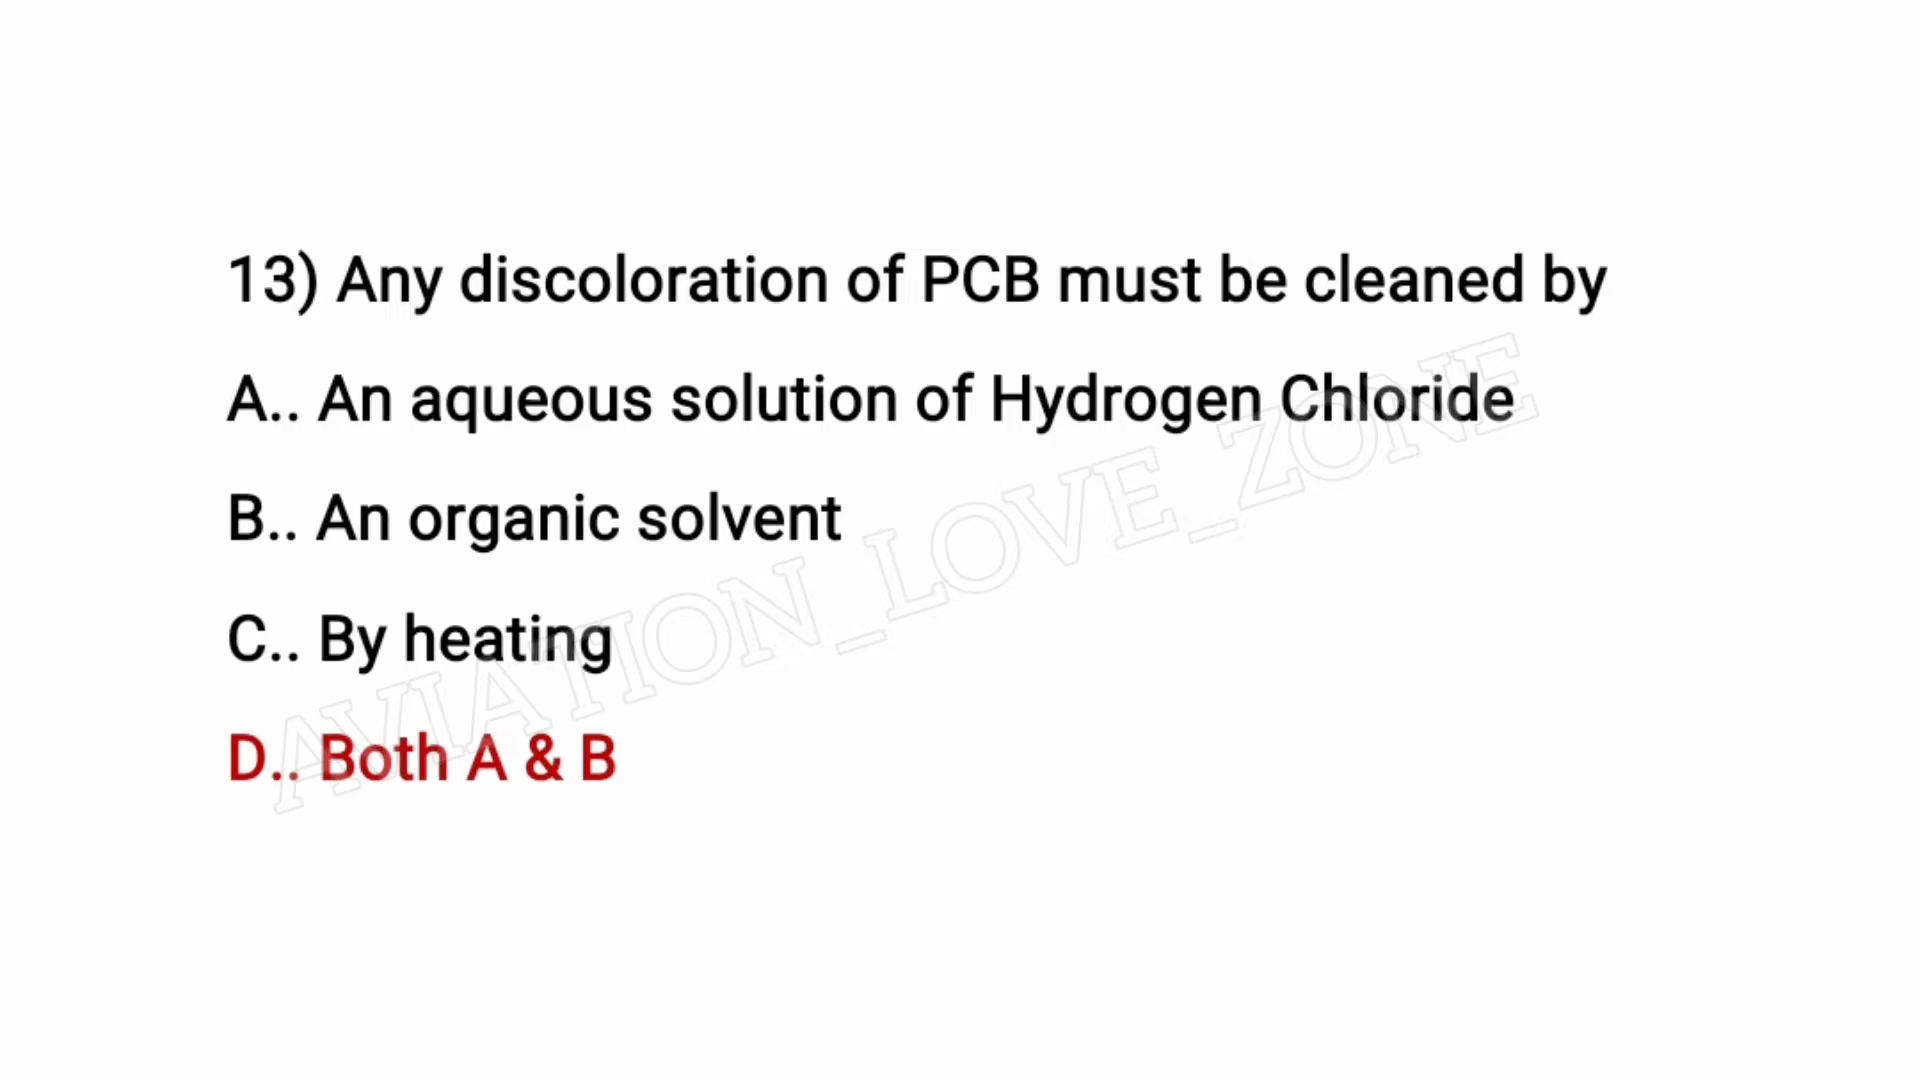 13) Any discoloration of PCB must be cleaned by
A.. An aqueous solution of Hydrogen Chloride
B.. An organic solvent
C.. By heating
D.. Both A & B
AVIATION_LOVE_ZONE